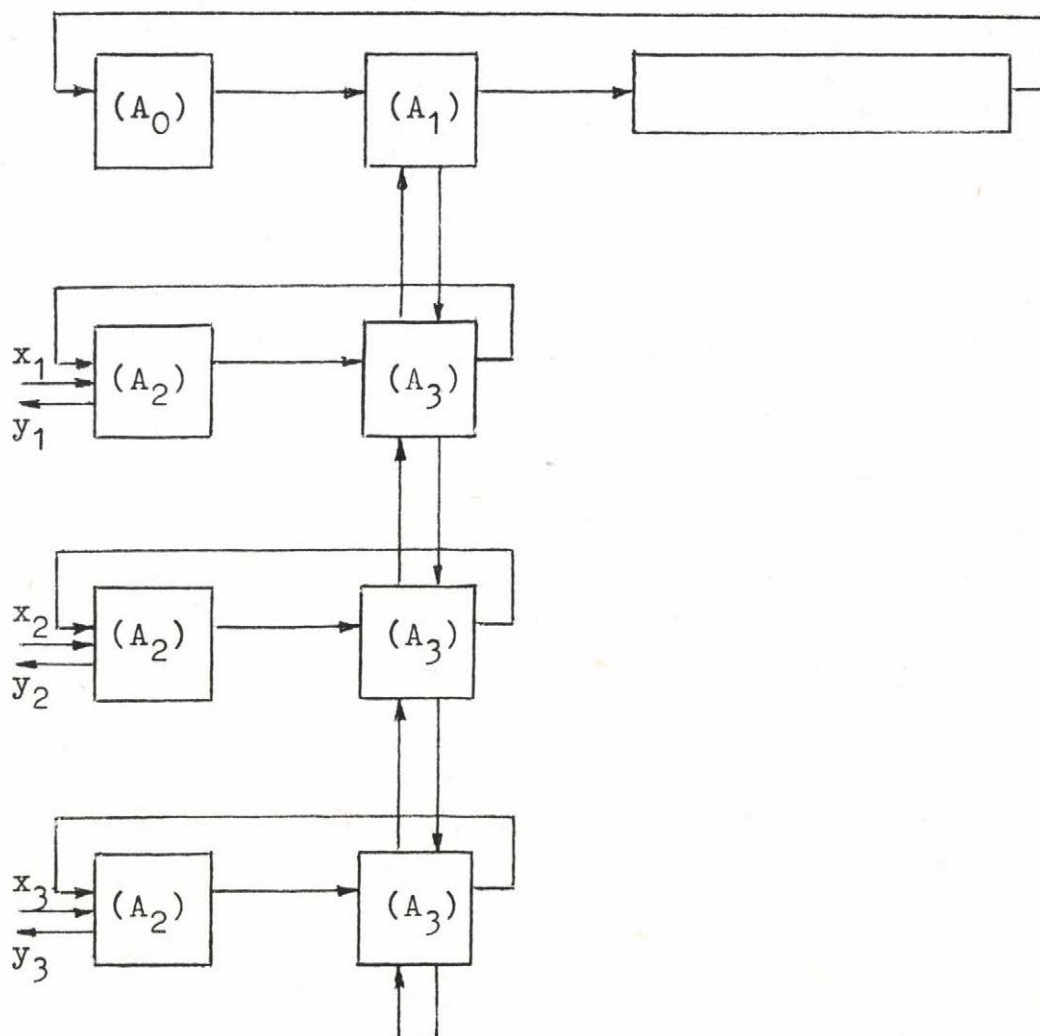 (A₀) (A₁)
x₁ (A₂) (A₃)
y₁
x₂ (A₂) (A₃)
y₂
x₃ (A₂) (A₃)
y₃